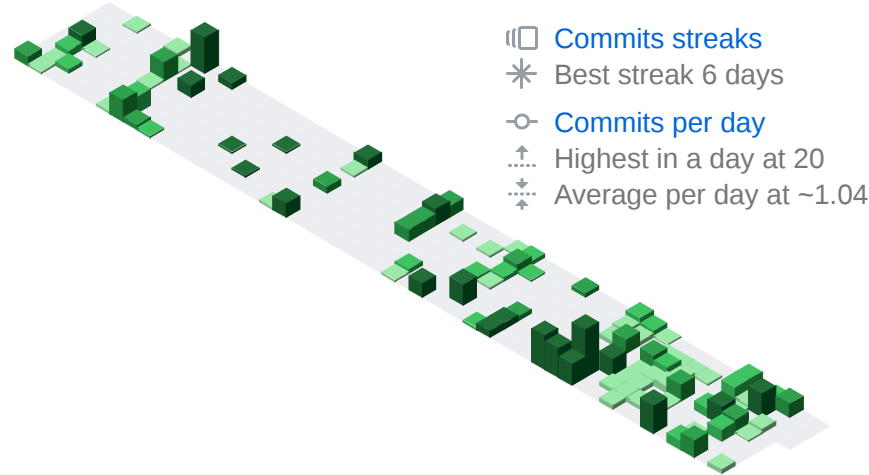 Commits streaks
Best streak 6 days
Commits per day
Highest in a day at 20
Average per day at ~1.04